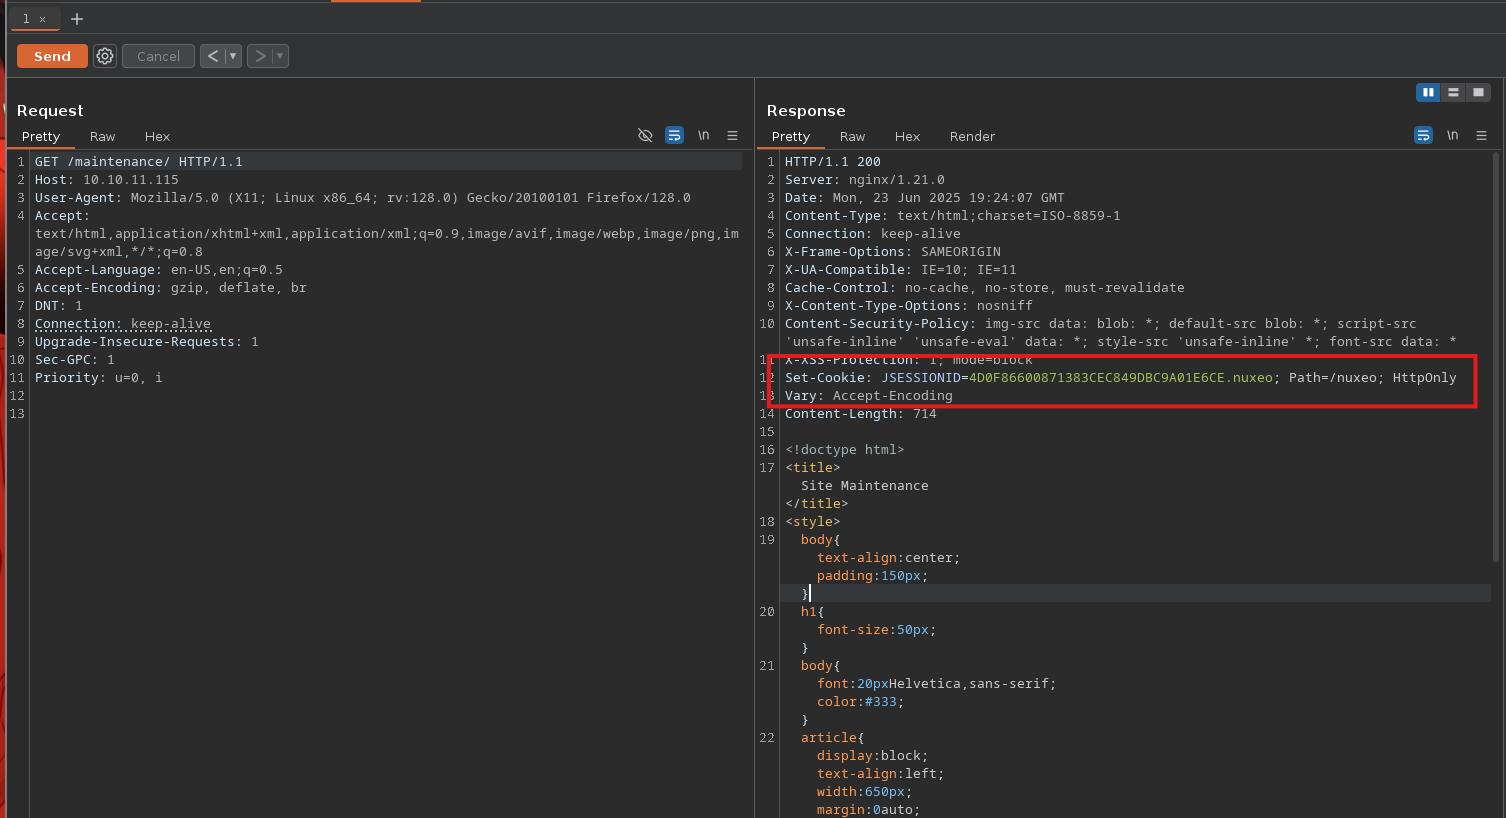 1 ×
+
Send
Cancel
< ▾
> ▾
Request
Pretty Raw Hex
\n
1 GET /maintenance/ HTTP/1.1
2 Host: 10.10.11.115
3 User-Agent: Mozilla/5.0 (X11; Linux x86_64; rv:128.0) Gecko/20100101 Firefox/128.0
4 Accept:
text/html,application/xhtml+xml,application/xml;q=0.9,image/avif,image/webp,image/png,im
age/svg+xml,*/*;q=0.8
5 Accept-Language: en-US,en;q=0.5
6 Accept-Encoding: gzip, deflate, br
7 DNT: 1
8 Connection: keep-alive
9 Upgrade-Insecure-Requests: 1
10 Sec-GPC: 1
11 Priority: u=0, i
12
13
Response
Pretty Raw Hex Render
\n
1 HTTP/1.1 200
2 Server: nginx/1.21.0
3 Date: Mon, 23 Jun 2025 19:24:07 GMT
4 Content-Type: text/html;charset=ISO-8859-1
5 Connection: keep-alive
6 X-Frame-Options: SAMEORIGIN
7 X-UA-Compatible: IE=10; IE=11
8 Cache-Control: no-cache, no-store, must-revalidate
9 X-Content-Type-Options: nosniff
10 Content-Security-Policy: img-src data: blob: *; default-src blob: *; script-src
'unsafe-inline' 'unsafe-eval' data: *; style-src 'unsafe-inline' *; font-src data: *
11 X-XSS-Protection: 1; mode=block
12 Set-Cookie: JSESSIONID=4D0F86600871383CEC849DBC9A01E6CE.nuxeo; Path=/nuxeo; HttpOnly
13 Vary: Accept-Encoding
14 Content-Length: 714
15
16 <!doctype html>
17 <title>
Site Maintenance
</title>
18 <style>
19 body{
text-align:center;
padding:150px;
}
20 h1{
font-size:50px;
}
21 body{
font:20pxHelvetica,sans-serif;
color:#333;
}
22 article{
display:block;
text-align:left;
width:650px;
margin:0auto;